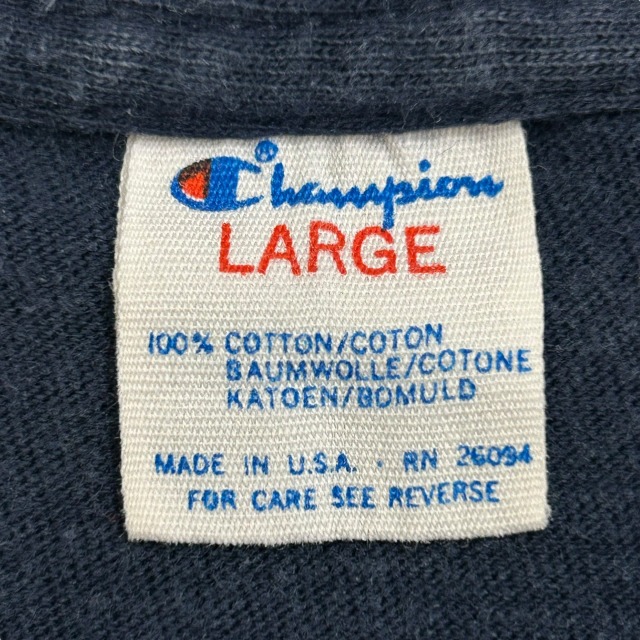 Champion®
LARGE
100% COTTON/COTON
BAUMWOLLE/COTONE
KATOEN/BOMULD
MADE IN U.S.A. · RN 26094
FOR CARE SEE REVERSE